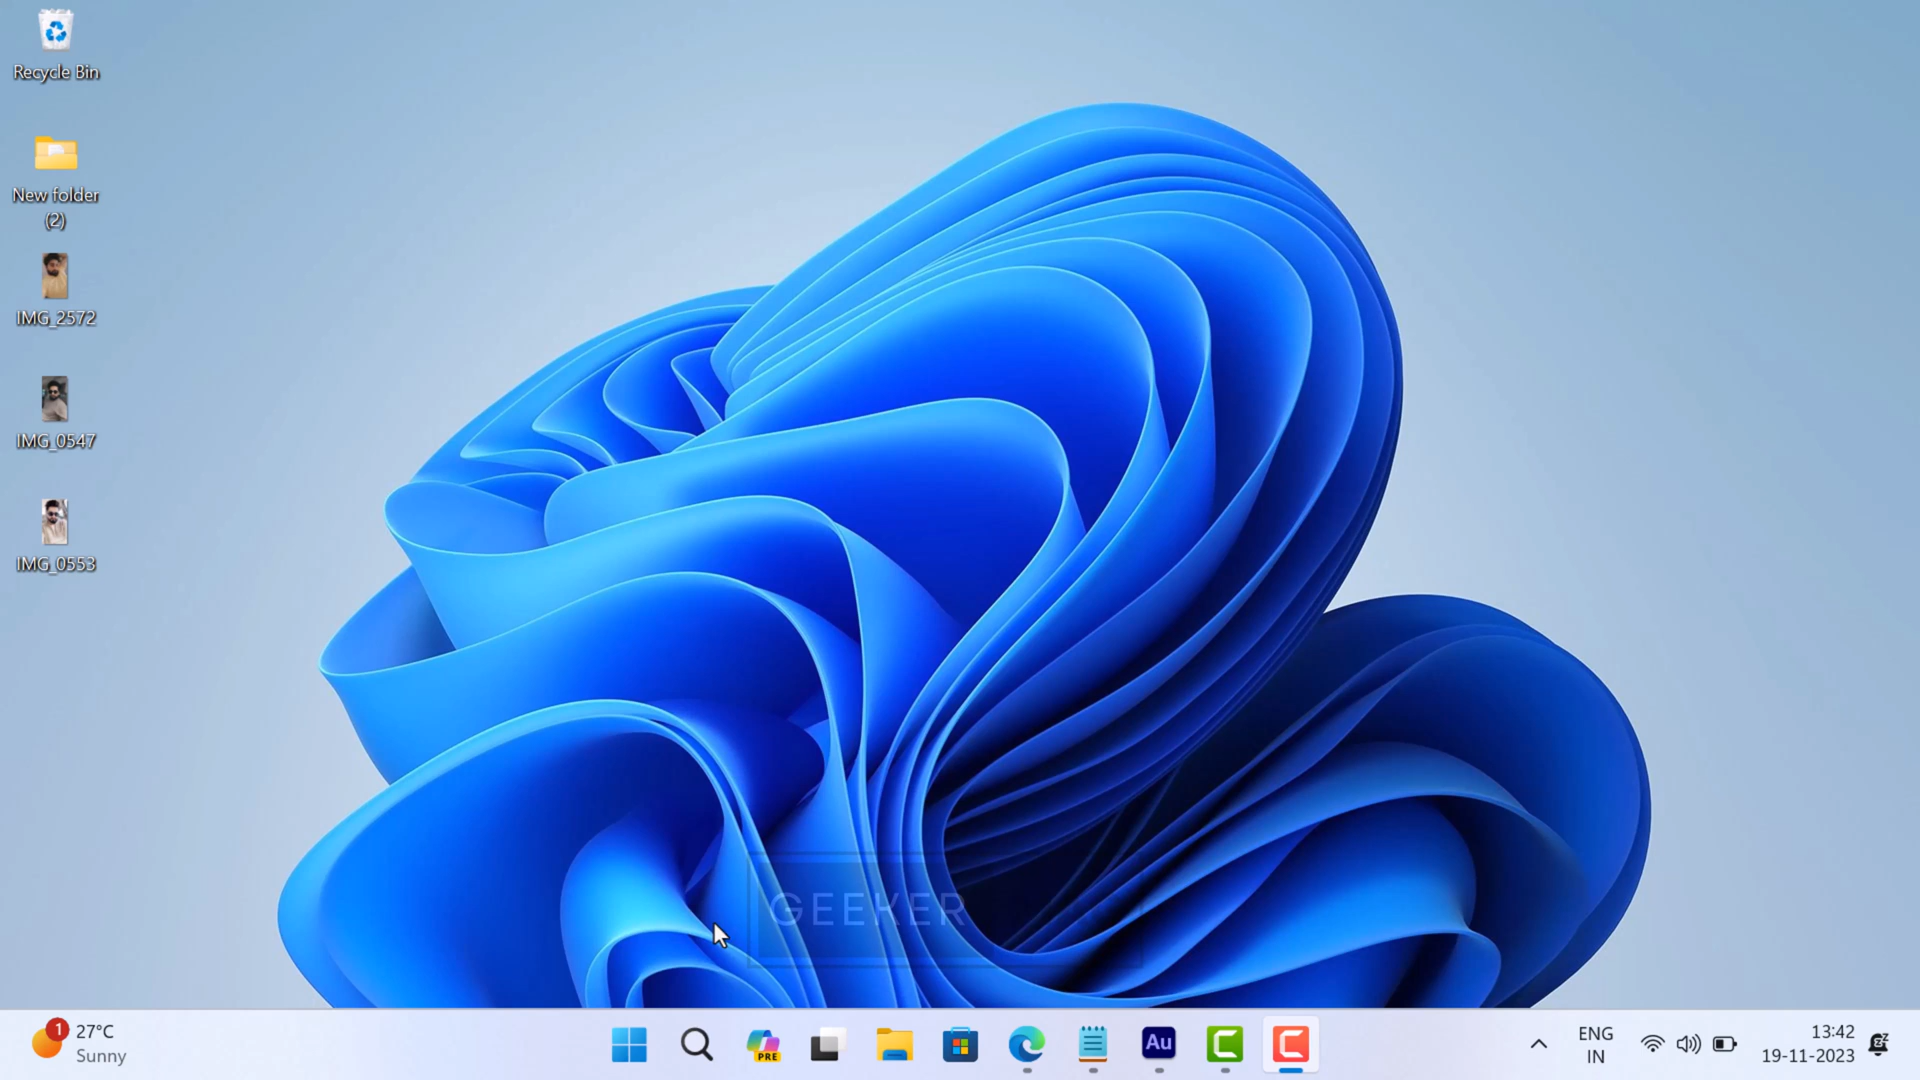 Recycle Bin
New folder
(2)
IMG_2572
IMG_0547
IMG_0553
GEEKER
1
27°C
Sunny
PRE
Au
ENG
IN
13:42
19-11-2023